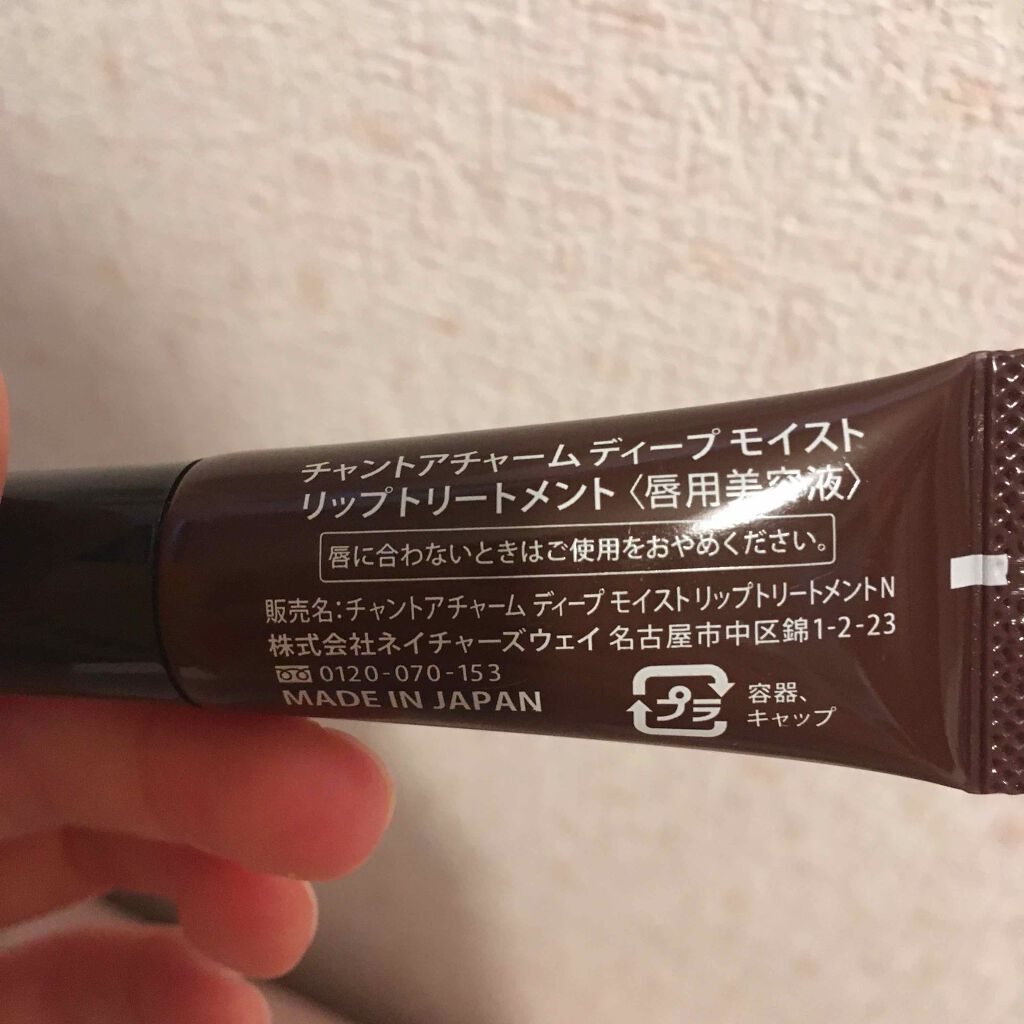 チャントアチャーム ディープ モイスト
リップトリートメント〈唇用美容液〉
唇に合わないときはご使用をおやめください。
販売名:チャントアチャーム ディープ モイストリップトリートメントN
株式会社ネイチャーズウェイ 名古屋市中区錦1-2-23
0120-070-153
MADE IN JAPAN
プラ
容器、
キャップ